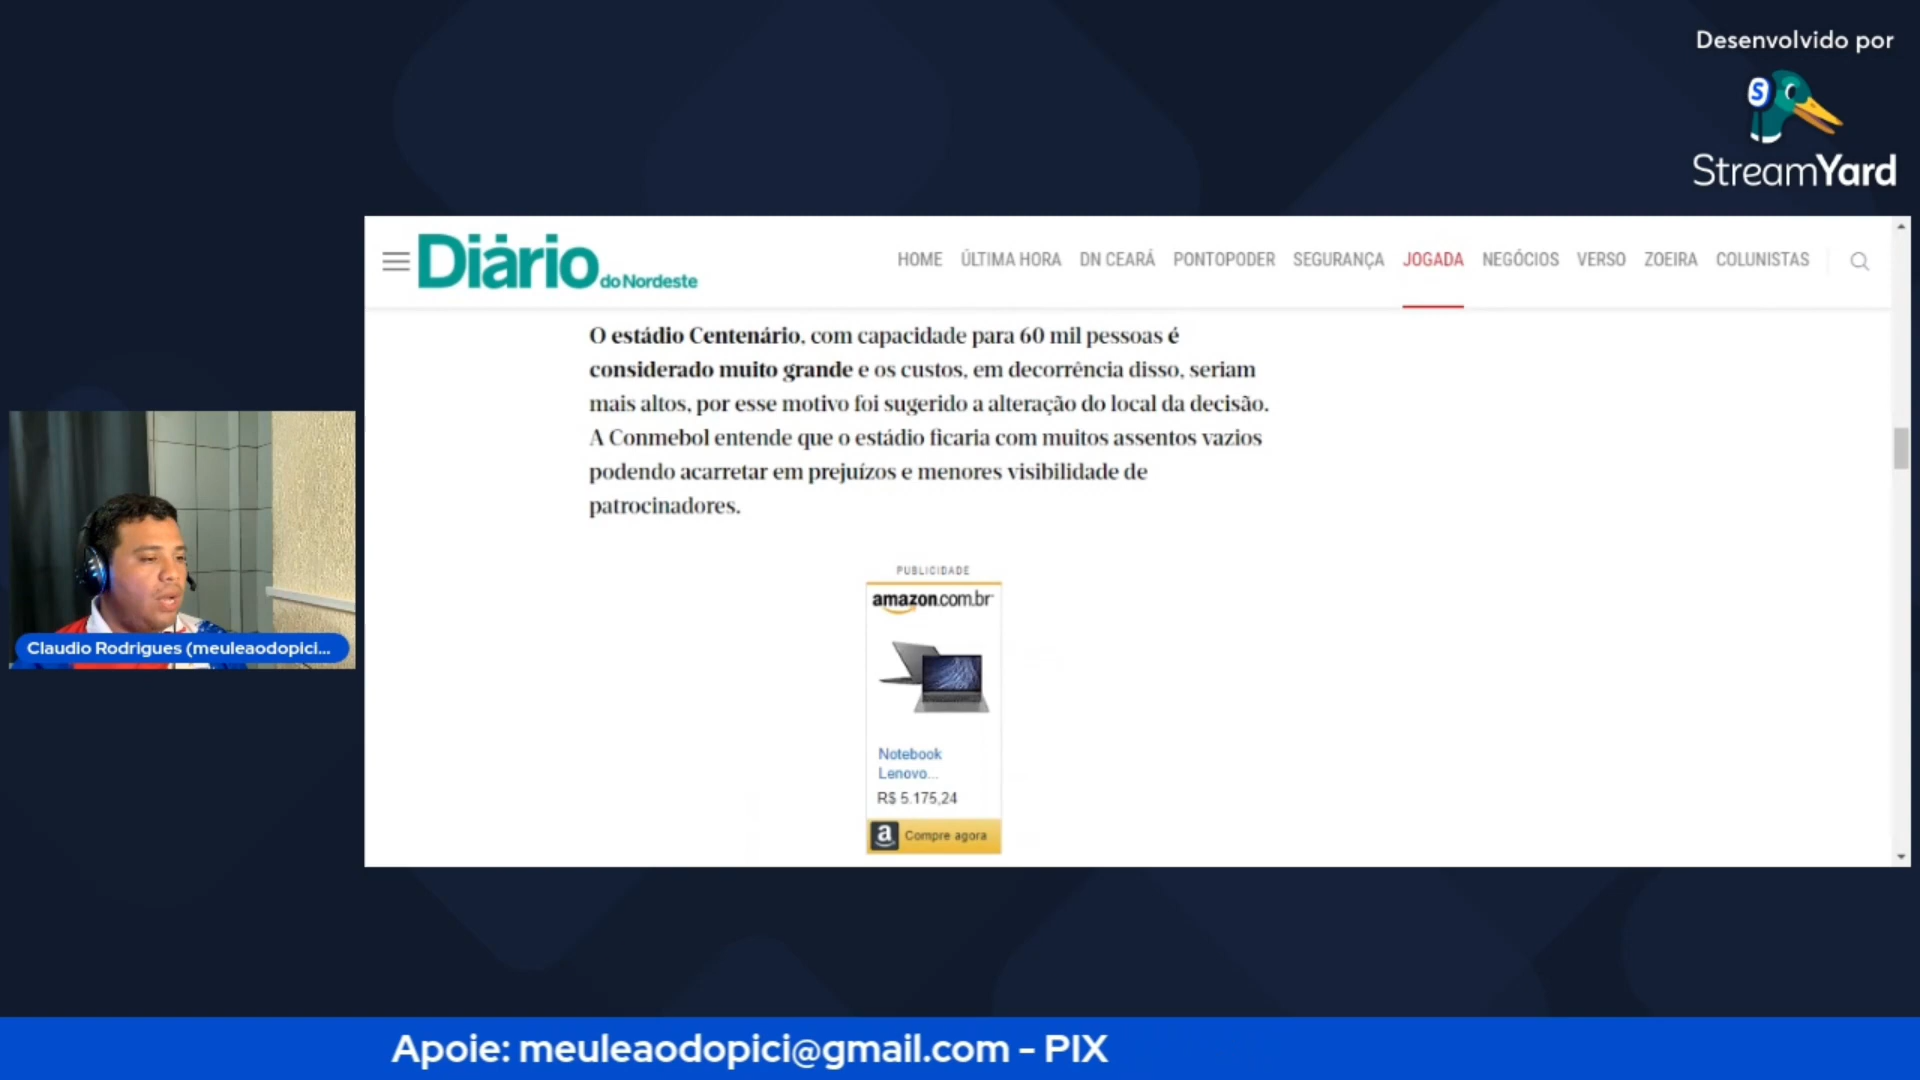 Desenvolvido por
StreamYard
Diário do Nordeste
HOME ÚLTIMA HORA DN CEARÁ PONTOPODER SEGURANÇA JOGADA NEGÓCIOS VERSO ZOEIRA COLUNISTAS
O estádio Centenário, com capacidade para 60 mil pessoas é
considerado muito grande e os custos, em decorrência disso, seriam
mais altos, por esse motivo foi sugerido a alteração do local da decisão.
A Conmebol entende que o estádio ficaria com muitos assentos vazios
podendo acarretar em prejuízos e menores visibilidade de
patrocinadores.
PUBLICIDADE
amazon.com.br
Notebook
Lenovo...
R$ 5.175,24
a Compre agora
Claudio Rodrigues (meuleaodopici...
Apoie: meuleaodopici@gmail.com - PIX